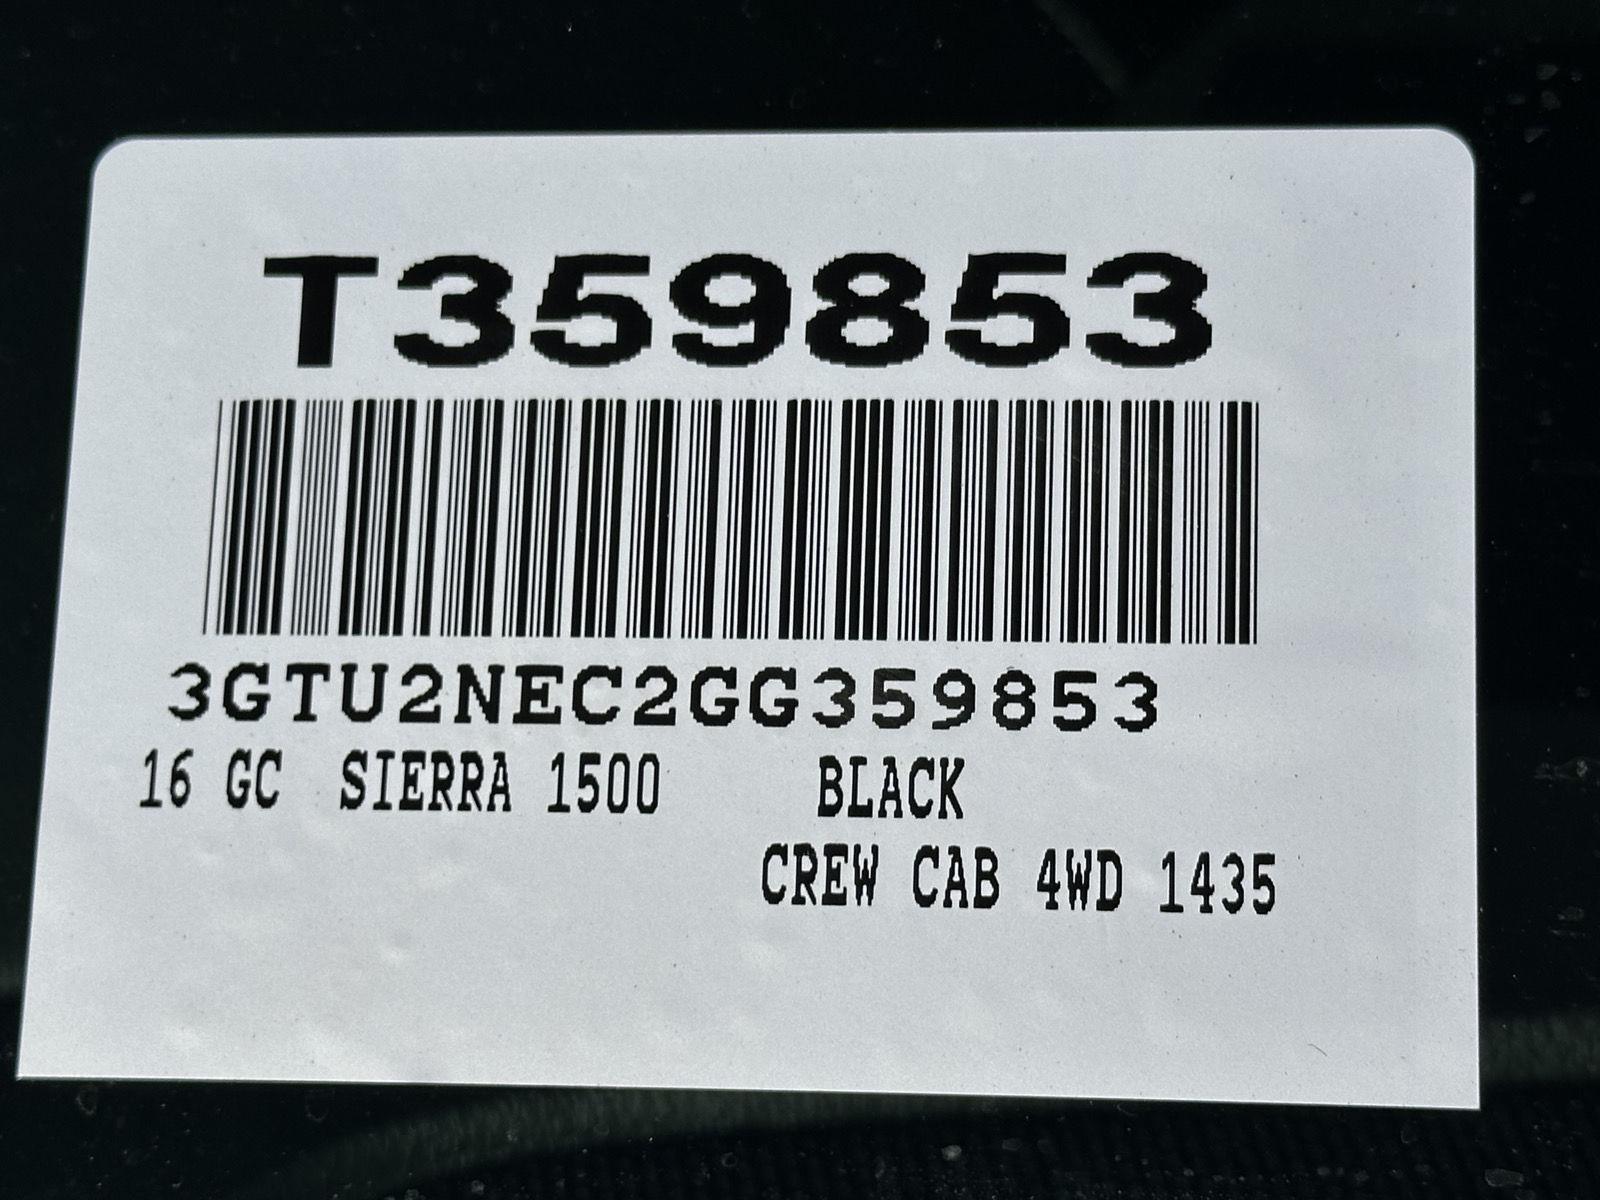 T359853
3GTU2NEC2GG359853
16 GC SIERRA 1500 BLACK
CREW CAB 4WD 1435